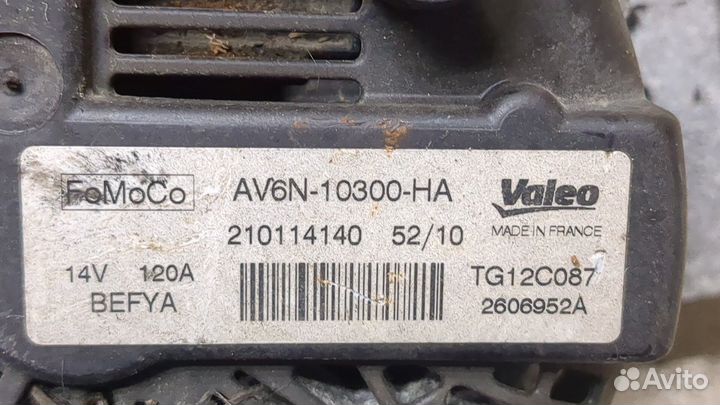 FoMoCo AV6N-10300-HA Valeo
210114140 52/10 MADE IN FRANCE
14V 120A TG12C087
BEFYA 2606952A
Avito